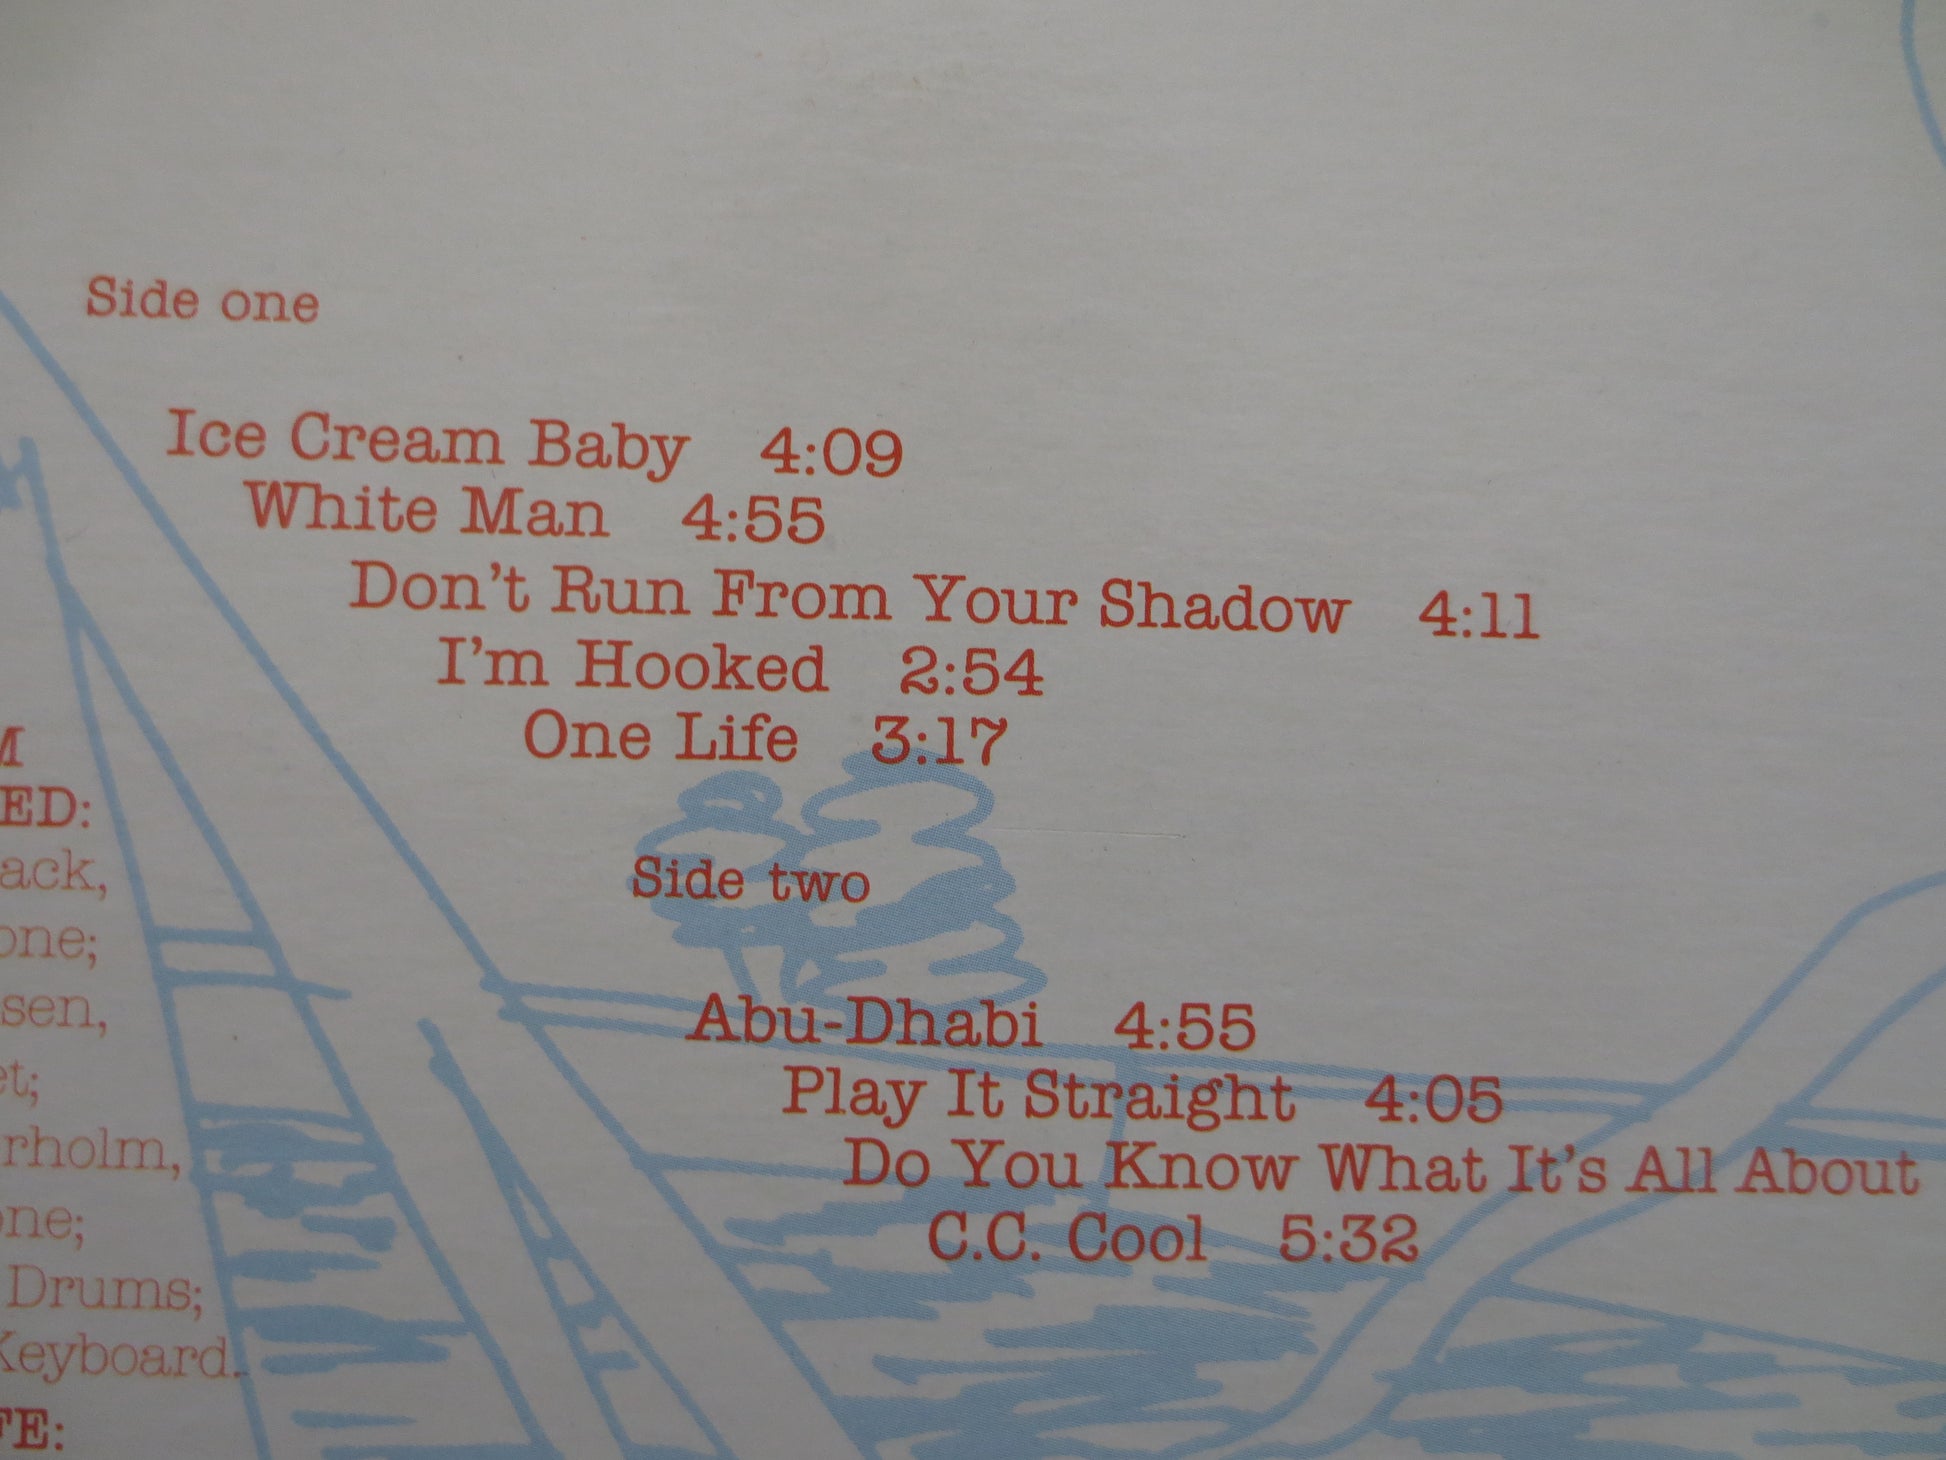 Side one
Ice Cream Baby 4:09
White Man 4:55
Don't Run From Your Shadow 4:11
I'm Hooked 2:54
One Life 3:17
Side two
Abu-Dhabi 4:55
Play It Straight 4:05
Do You Know What It's All About
C.C. Cool 5:32
M
ED:
ack,
one;
sen,
et;
rholm,
one;
Drums;
Keyboard.
FE: